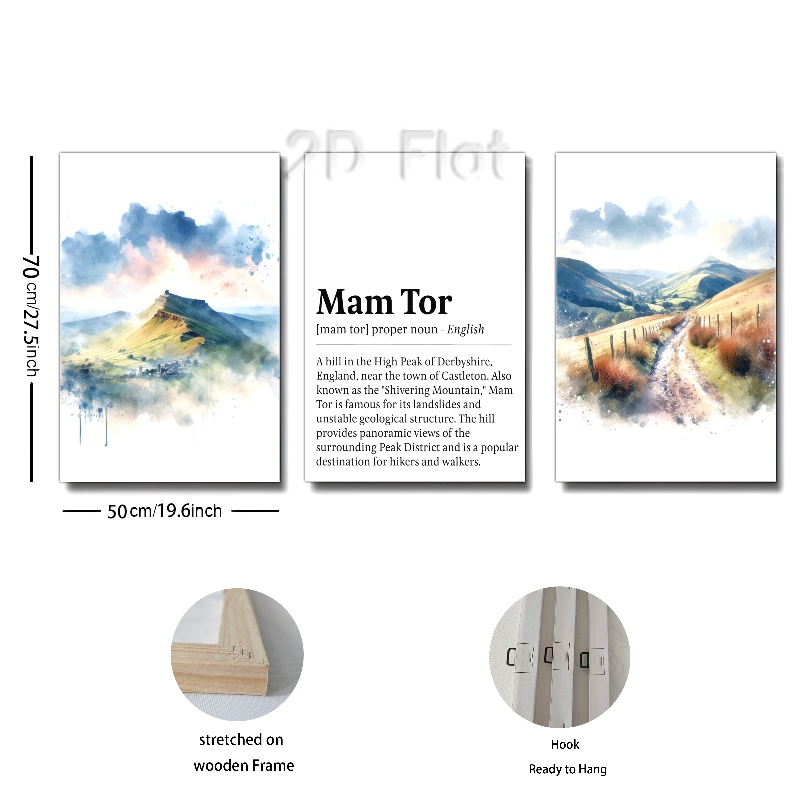 2D Flat
70 cm/27.5inch
Mam Tor
[mam tor] proper noun - English
A hill in the High Peak of Derbyshire,
England, near the town of Castleton. Also
known as the "Shivering Mountain," Mam
Tor is famous for its landslides and
unstable geological structure. The hill
provides panoramic views of the
surrounding Peak District and is a popular
destination for hikers and walkers.
50 cm/19.6inch
stretched on
wooden Frame
Hook
Ready to Hang